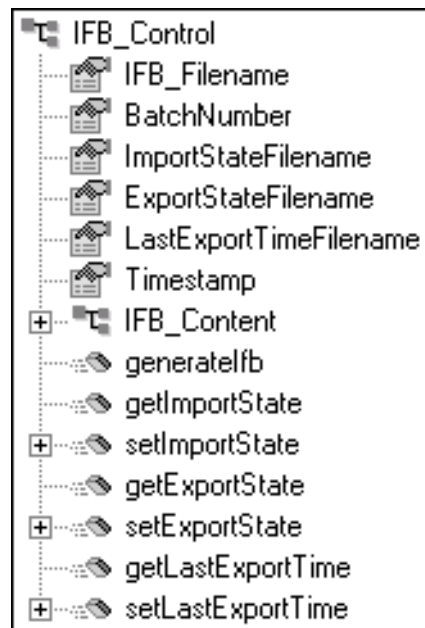 IFB_Control
IFB_Filename
BatchNumber
ImportStateFilename
ExportStateFilename
LastExportTimeFilename
Timestamp
IFB_Content
generateIfb
getImportState
setImportState
getExportState
setExportState
getLastExportTime
setLastExportTime